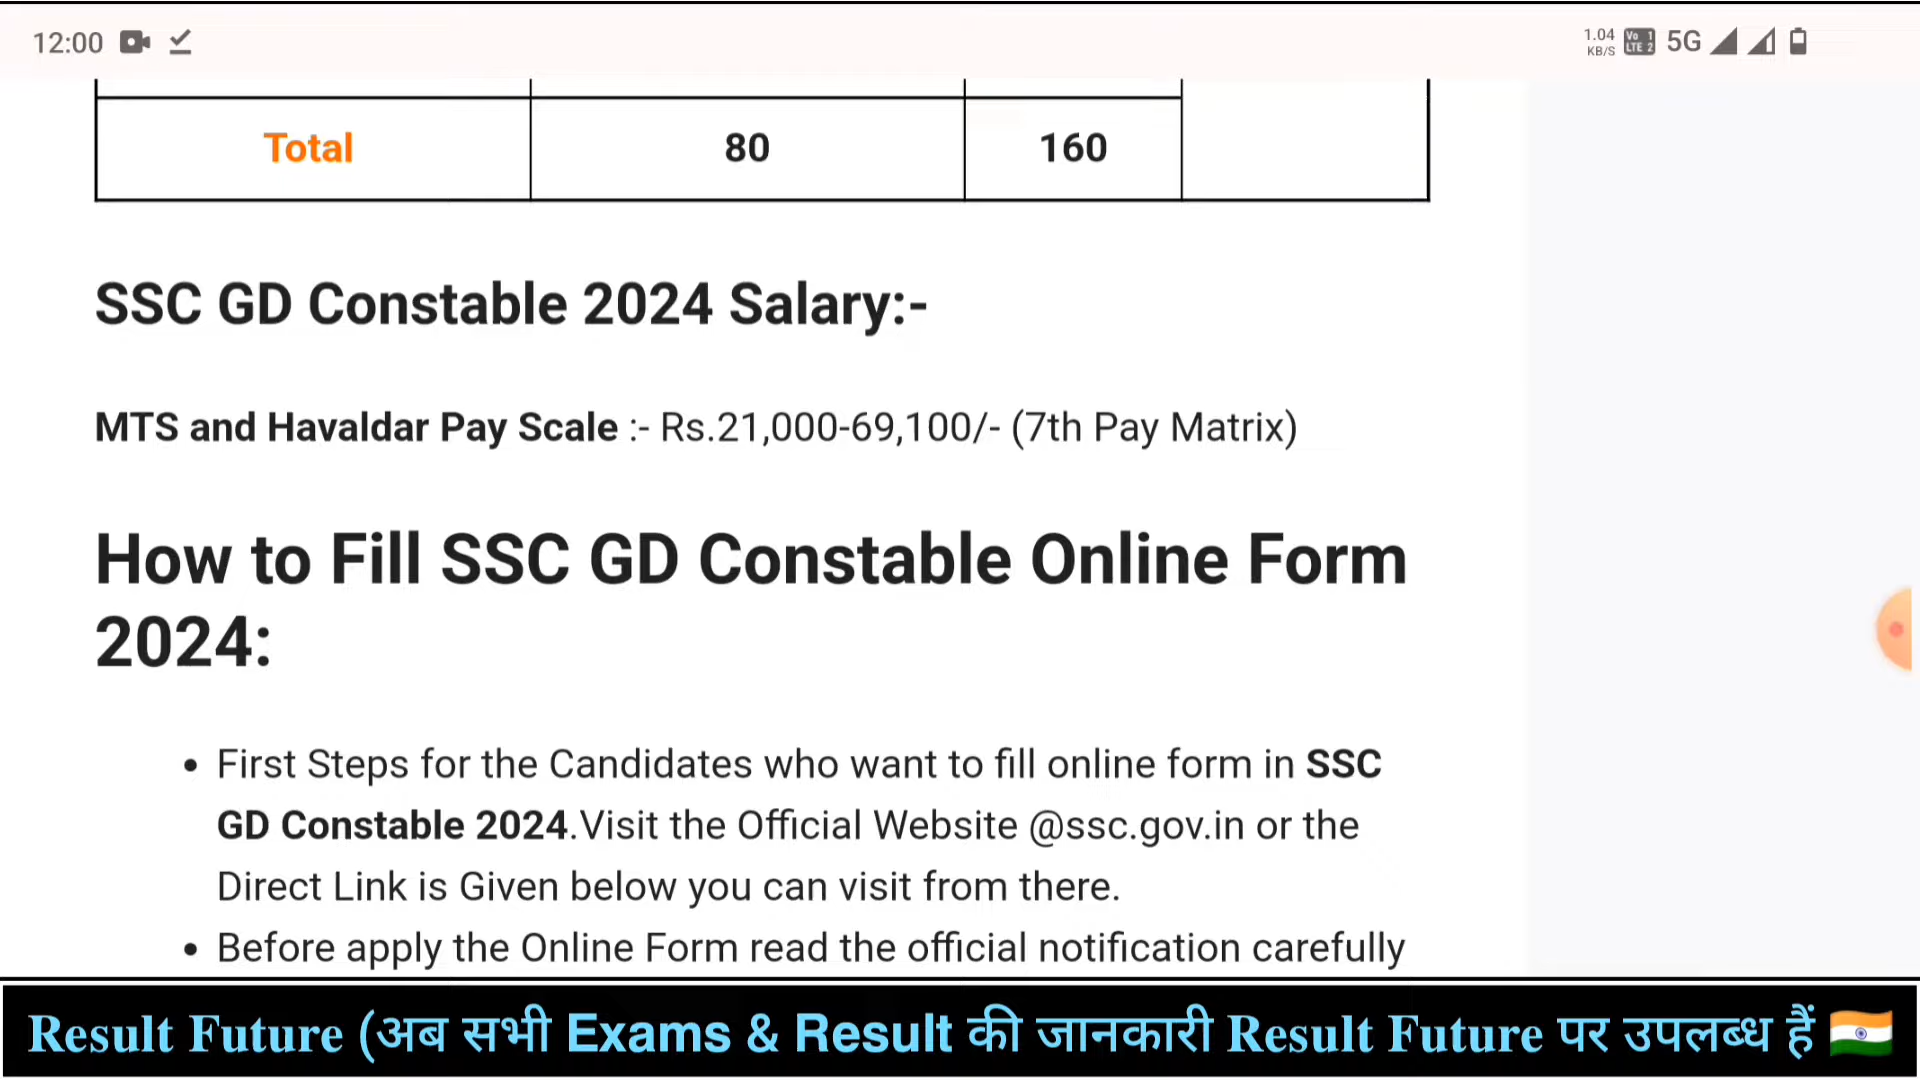 12:00
1.04
KB/S
Vo 1
LTE 2
5G
Total 80 160
SSC GD Constable 2024 Salary:-
MTS and Havaldar Pay Scale :- Rs.21,000-69,100/- (7th Pay Matrix)
How to Fill SSC GD Constable Online Form
2024:
• First Steps for the Candidates who want to fill online form in SSC
GD Constable 2024.Visit the Official Website @ssc.gov.in or the
Direct Link is Given below you can visit from there.
• Before apply the Online Form read the official notification carefully
Result Future (अब सभी Exams & Result की जानकारी Result Future पर उपलब्ध हैं 🇮🇳